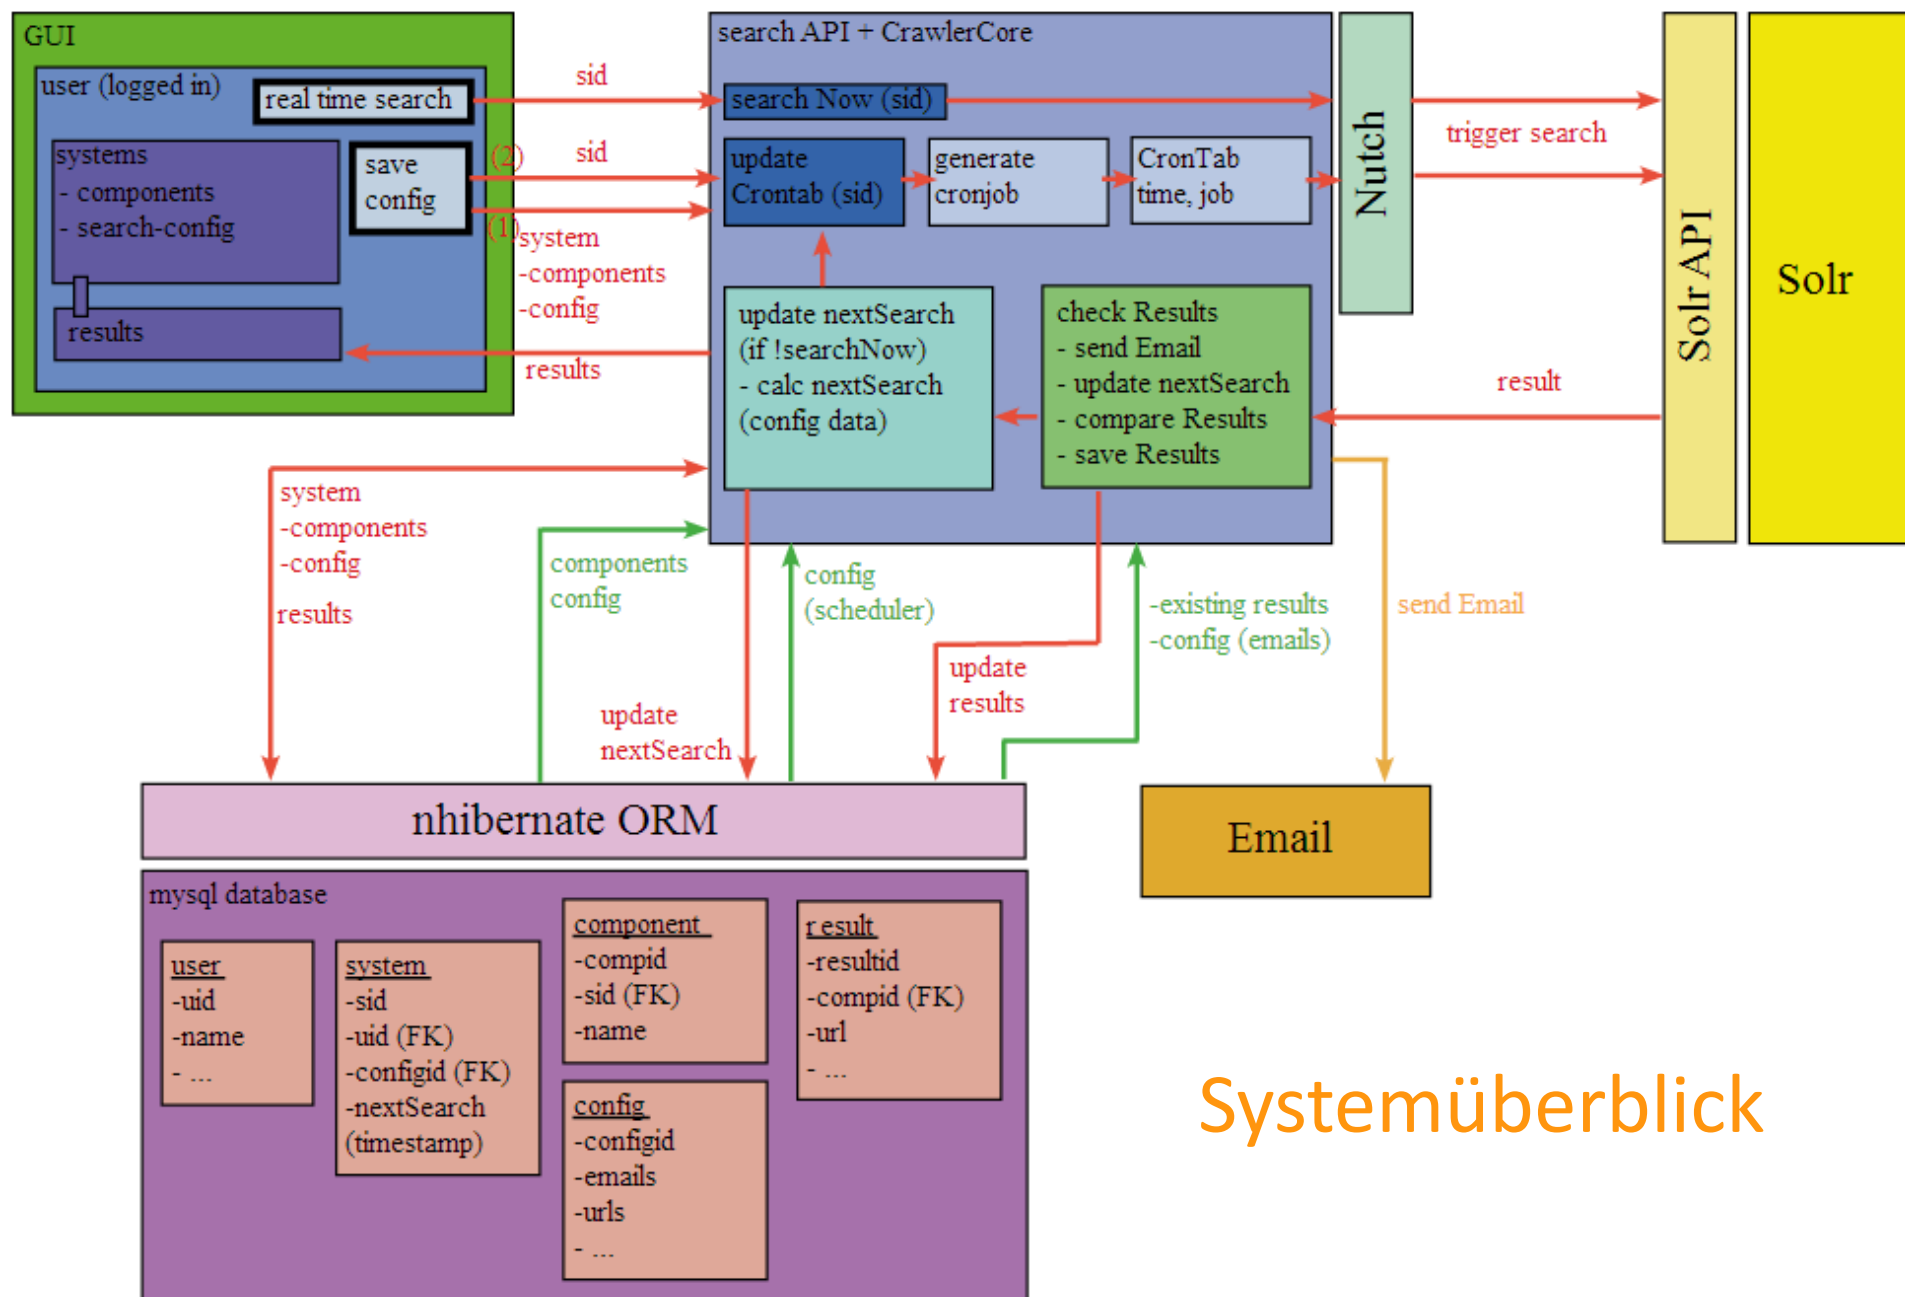 GUI
user (logged in)
real time search
systems
- components
- search-config
save
config
results
sid
(2)
sid
(1)
system
-components
-config
results
search API + CrawlerCore
search Now (sid)
update
Crontab (sid)
generate
cronjob
CronTab
time, job
update nextSearch
(if !searchNow)
- calc nextSearch
(config data)
check Results
- send Email
- update nextSearch
- compare Results
- save Results
Nutch
trigger search
result
Solr API
Solr
system
-components
-config
results
components
config
config
(scheduler)
-existing results
-config (emails)
send Email
update
nextSearch
update
results
nhibernate ORM
Email
mysql database
user
-uid
-name
- ...
system
-sid
-uid (FK)
-configid (FK)
-nextSearch
(timestamp)
component
-compid
-sid (FK)
-name
config
-configid
-emails
-urls
- ...
result
-resultid
-compid (FK)
-url
- ...
Systemüberblick